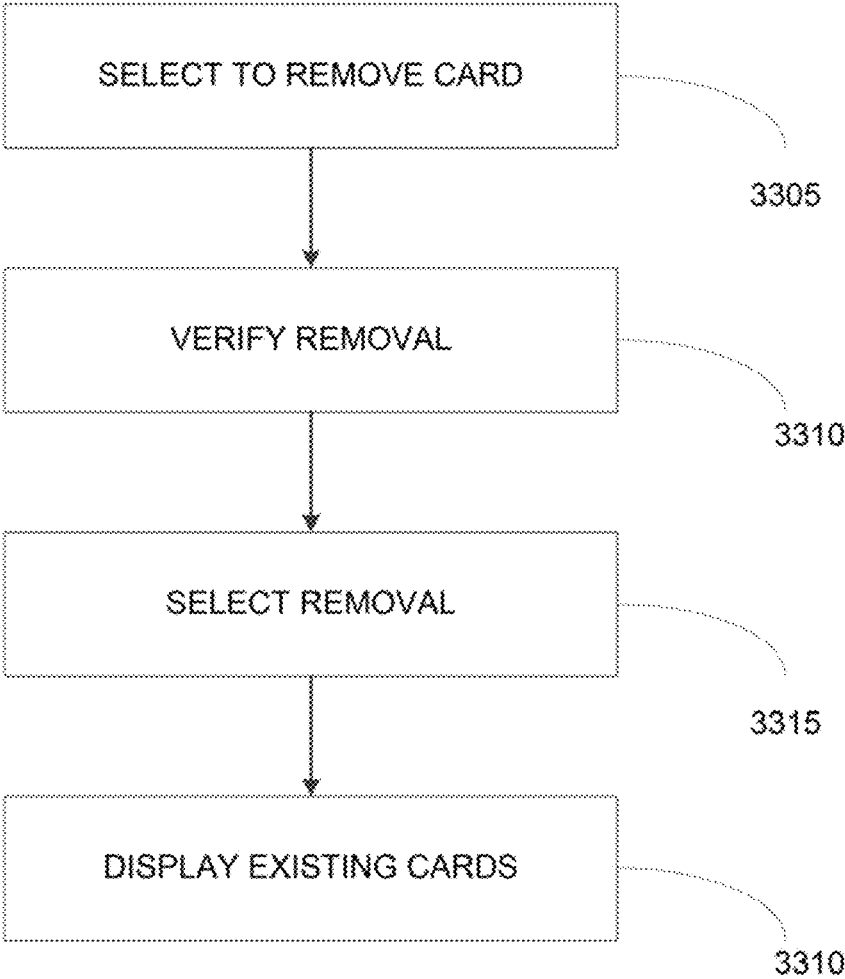 SELECT TO REMOVE CARD
3305
VERIFY REMOVAL
3310
SELECT REMOVAL
3315
DISPLAY EXISTING CARDS
3310